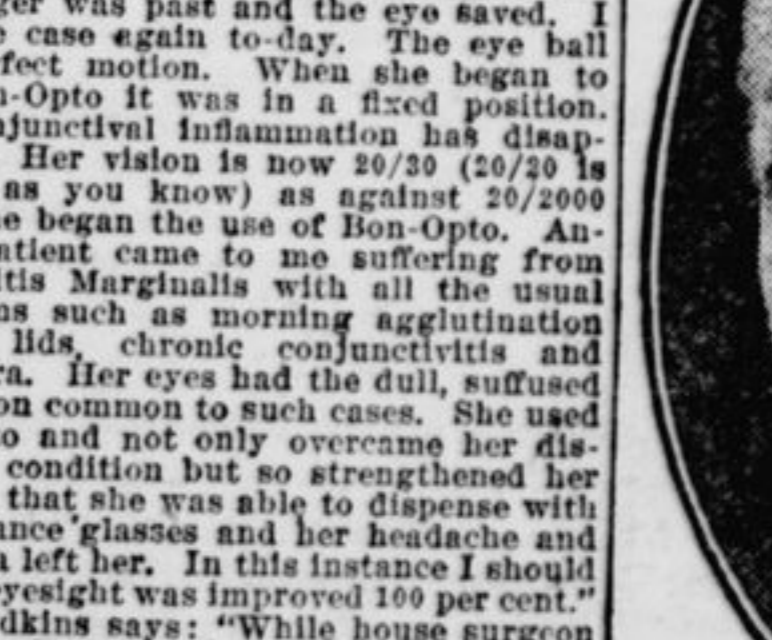 ger was past and the eye saved. I
case again to-day. The eye ball
fect motion. When she began to
n-Opto it was in a fixed position.
njunctival inflammation has disap-
Her vision is now 20/30 (20/20 is
as you know) as against 20/2000
e began the use of Bon-Opto. An-
atient came to me suffering from
itis Marginalis with all the usual
ns such as morning agglutination
lids, chronic conjunctivitis and
ra. Her eyes had the dull, suffused
on common to such cases. She used
o and not only overcame her dis-
condition but so strengthened her
that she was able to dispense with
ance glasses and her headache and
a left her. In this instance I should
eyesight was improved 100 per cent."
dkins says: "While house surgeon